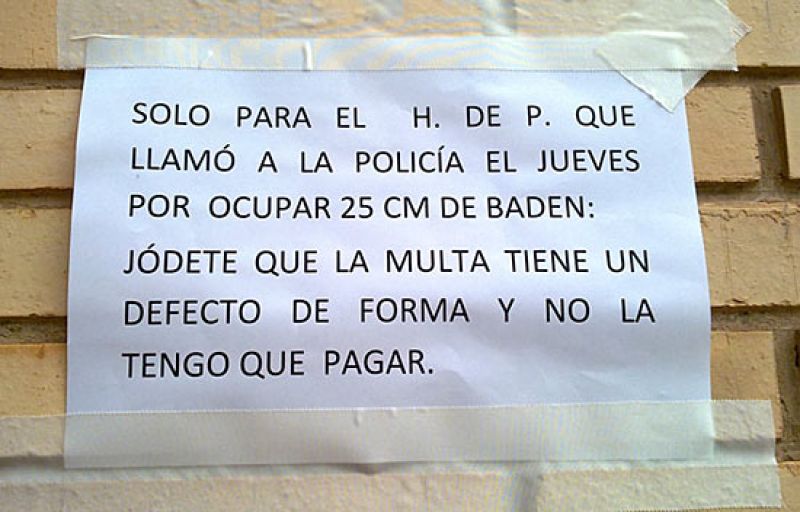 SOLO PARA EL H. DE P. QUE
LLAMÓ A LA POLICÍA EL JUEVES
POR OCUPAR 25 CM DE BADEN:
JÓDETE QUE LA MULTA TIENE UN
DEFECTO DE FORMA Y NO LA
TENGO QUE PAGAR.